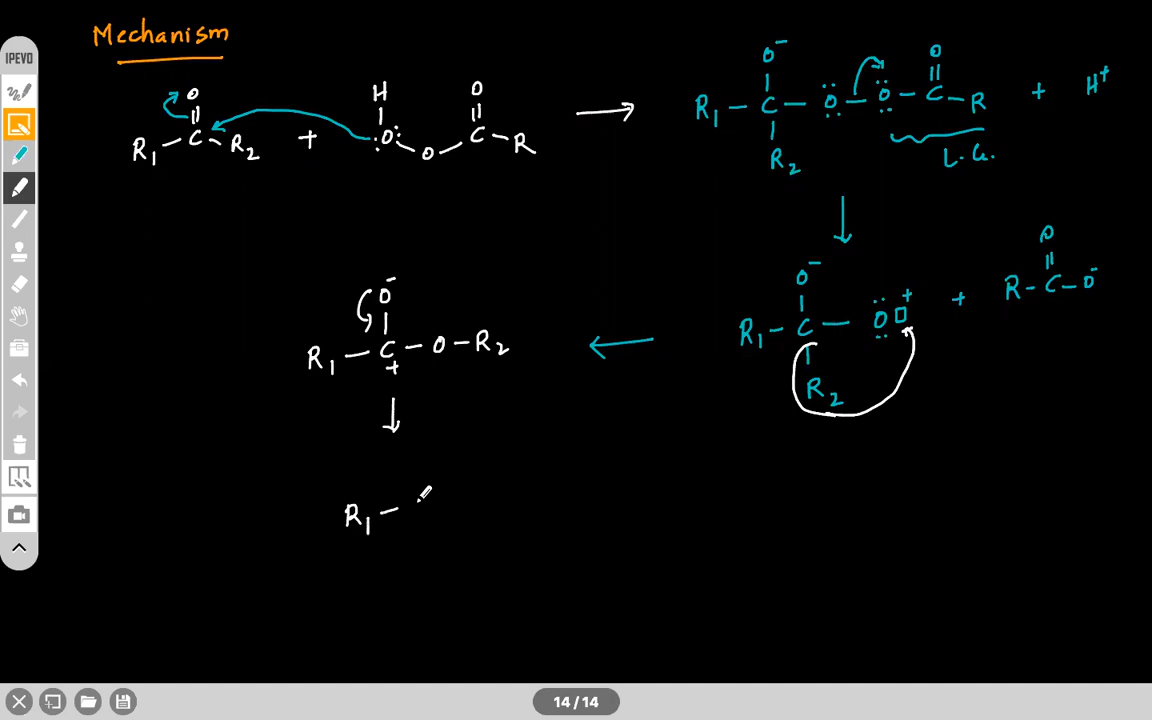 Mechanism
IPEVO
O H O
R1 - C - R2 + :O: - O - C - R →
O- O
R1 - C - O - O - C - R + H+
R2 L.G.
O- O
R1 - C - O □+ + R - C - O-
R2
O-
R1 - C+ - O - R2
R1 -
14/14